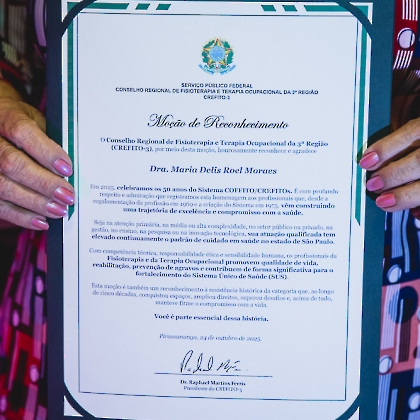 SERVIÇO PÚBLICO FEDERAL
CONSELHO REGIONAL DE FISIOTERAPIA E TERAPIA OCUPACIONAL DA 3ª REGIÃO
CREFITO-3
Moção de Reconhecimento
O Conselho Regional de Fisioterapia e Terapia Ocupacional da 3ª Região
(CREFITO-3), por meio desta moção, honrosamente reconhece e agradece
Dra. Maria Delis Roel Moraes
Em 2025, celebramos os 50 anos do Sistema COFFITO/CREFITOs. É com profundo
respeito e admiração que registramos esta homenagem aos profissionais que, desde a
regulamentação da profissão em 1969 e a criação do Sistema em 1975, vêm construindo
uma trajetória de excelência e compromisso com a saúde.
Seja na atenção primária, na média ou alta complexidade, no setor público ou privado, na
gestão, no ensino, na pesquisa ou na inovação tecnológica, sua atuação qualificada tem
elevado continuamente o padrão de cuidado em saúde no estado de São Paulo.
Com competência técnica, responsabilidade ética e sensibilidade humana, os profissionais da
Fisioterapia e da Terapia Ocupacional promovem qualidade de vida,
reabilitação, prevenção de agravos e contribuem de forma significativa para o
fortalecimento do Sistema Único de Saúde (SUS).
Esta moção é também um reconhecimento à resistência histórica da categoria que, ao longo
de cinco décadas, conquistou espaços, ampliou direitos, superou desafios e, acima de tudo,
manteve firme o compromisso com a vida.
Você é parte essencial dessa história.
Pirassununga, 24 de outubro de 2025.
Dr. Raphael Martins Ferris
Presidente do CREFITO-3